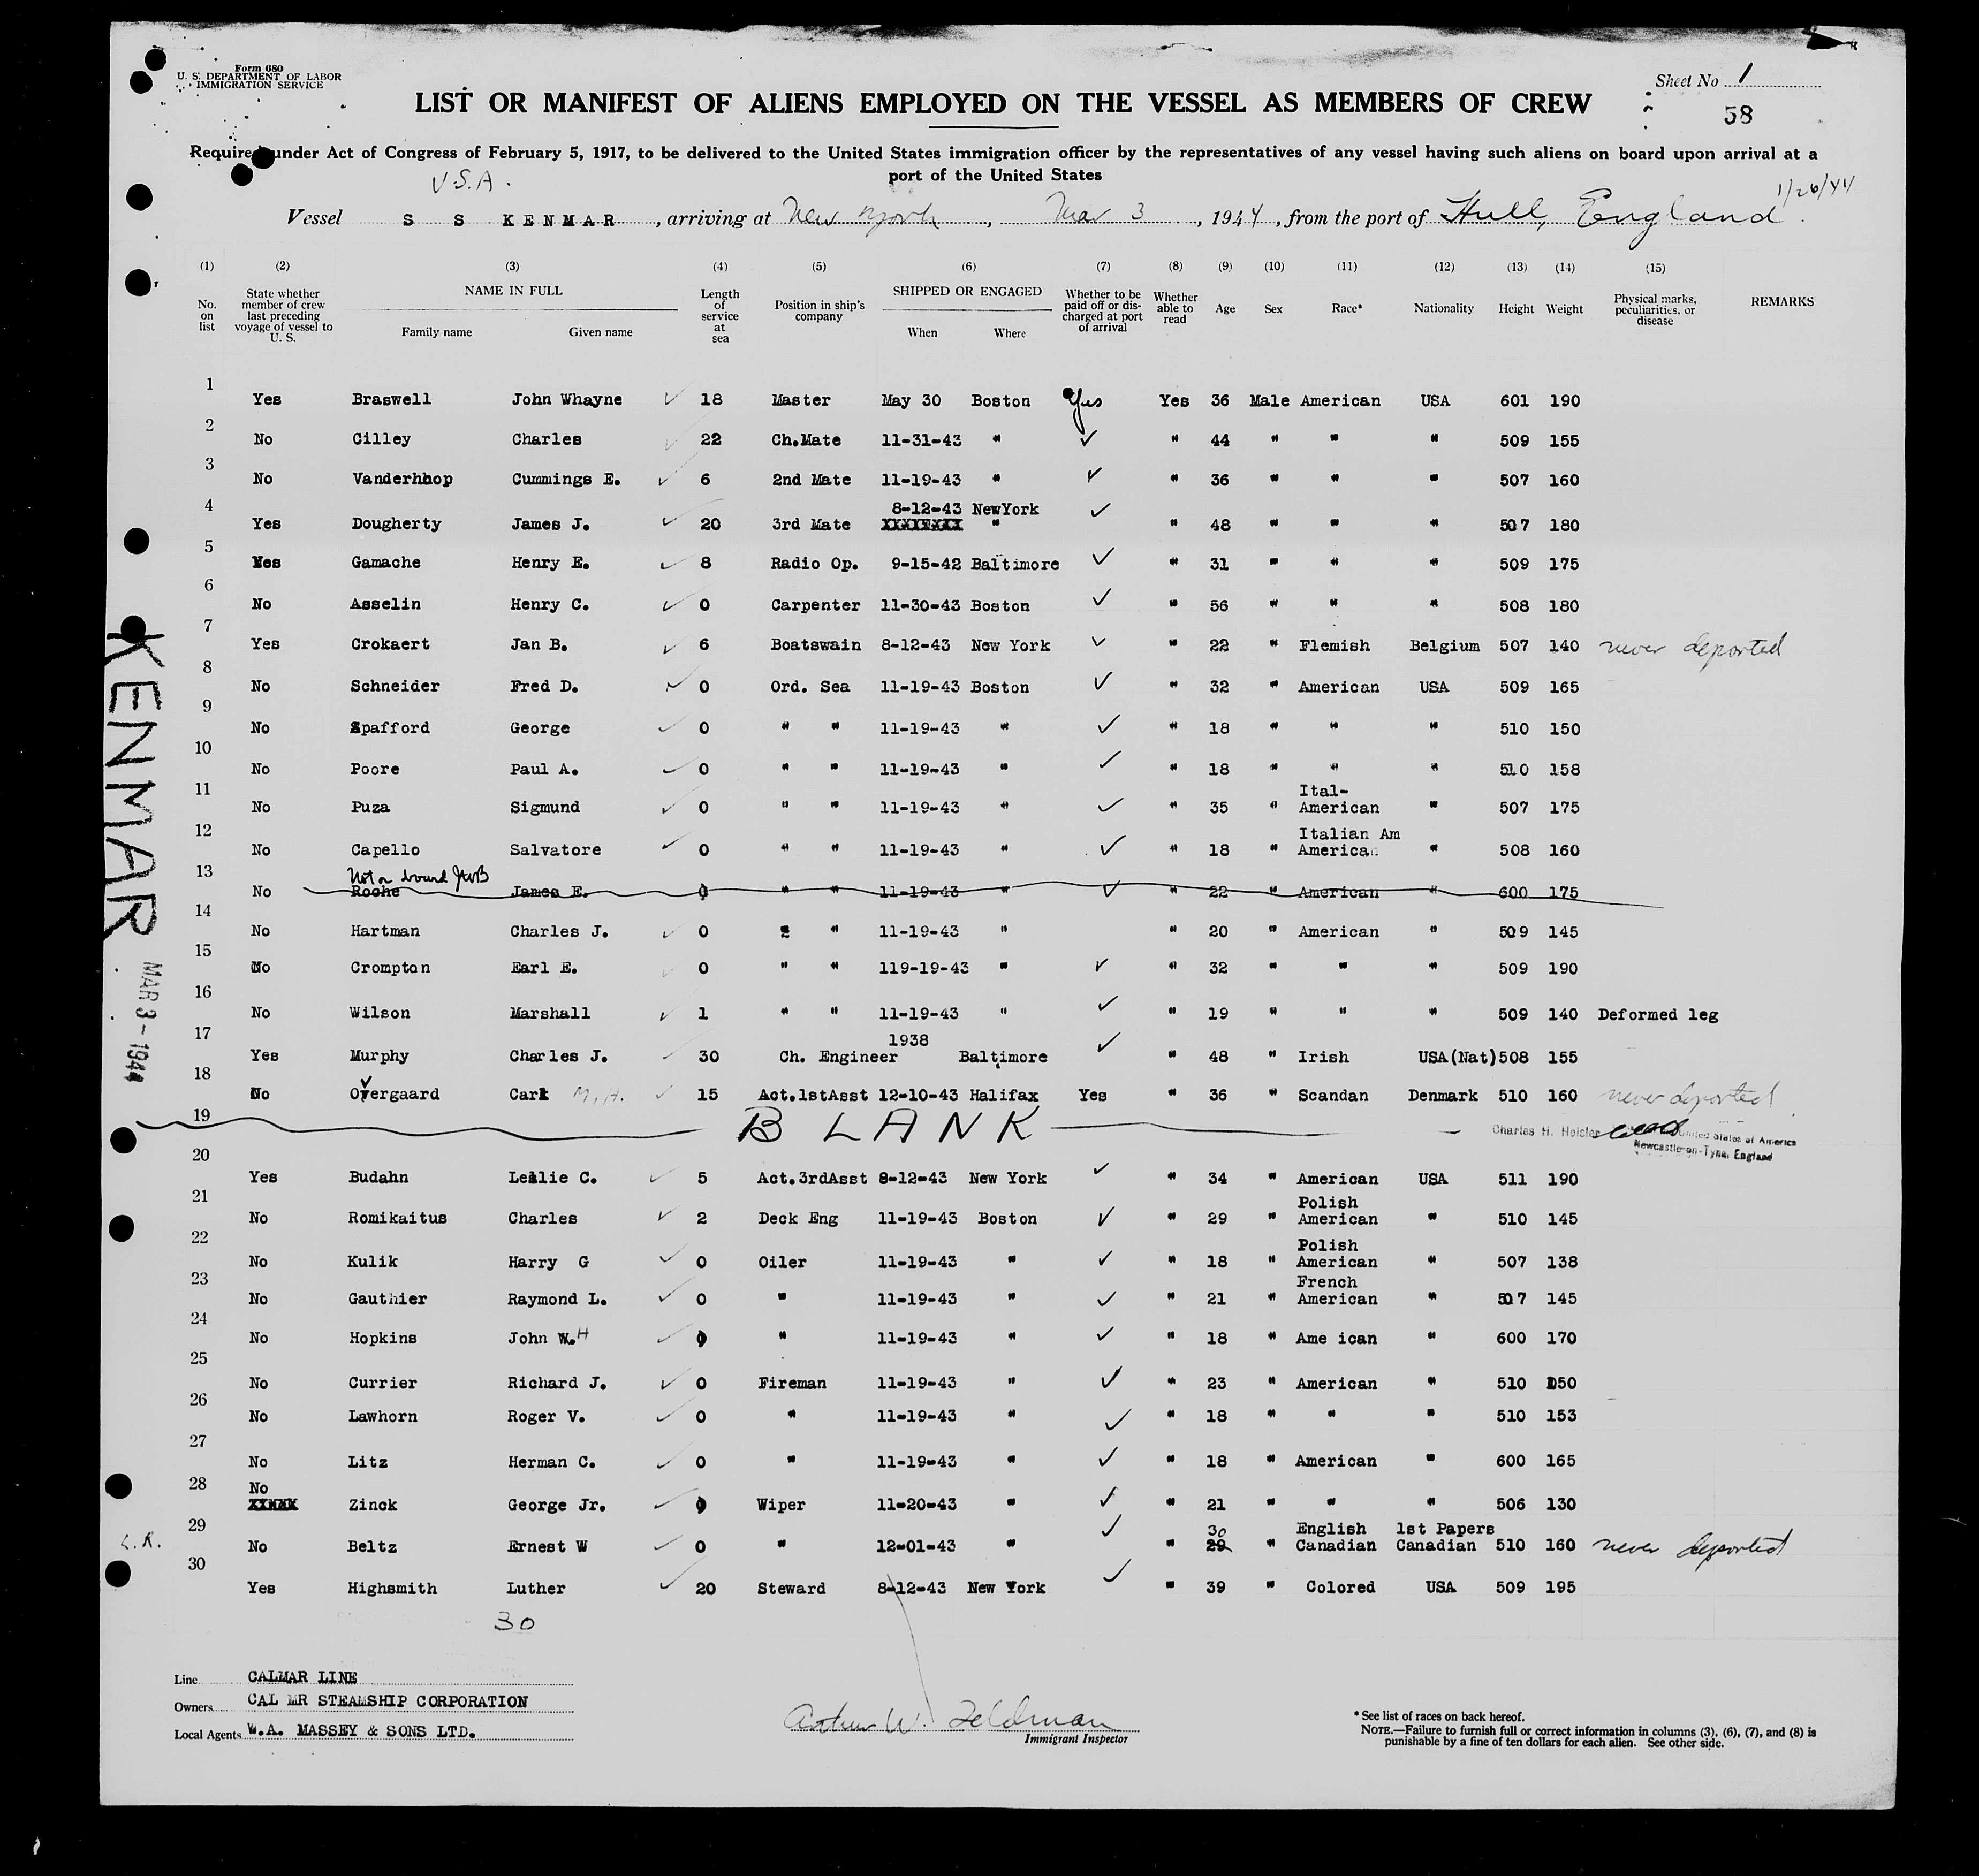 Form 680
U. S. DEPARTMENT OF LABOR
IMMIGRATION SERVICE
Sheet No 1
58
LIST OR MANIFEST OF ALIENS EMPLOYED ON THE VESSEL AS MEMBERS OF CREW
Required under Act of Congress of February 5, 1917, to be delivered to the United States immigration officer by the representatives of any vessel having such aliens on board upon arrival at a
port of the United States
U.S.A.
1/26/44
Vessel S S KENMAR, arriving at New York, Mar 3, 1944, from the port of Hull, England
(1) (2) (3) (4) (5) (6) (7) (8) (9) (10) (11) (12) (13) (14) (15)
No. on list State whether member of crew last preceding voyage of vessel to U. S. NAME IN FULL Family name Given name Length of service at sea Position in ship's company SHIPPED OR ENGAGED When Where Whether to be paid off or discharged at port of arrival Whether able to read Age Sex Race* Nationality Height Weight Physical marks, peculiarities, or disease REMARKS
1 Yes Braswell John Whayne ✓ 18 Master May 30 Boston Yes Yes 36 Male American USA 601 190
2 No Cilley Charles ✓ 22 Ch.Mate 11-31-43 " ✓ " 44 " " " 509 155
3 No Vanderhhop Cummings E. ✓ 6 2nd Mate 11-19-43 " ✓ " 36 " " " 507 160
8-12-43 NewYork
4 Yes Dougherty James J. ✓ 20 3rd Mate XXXXXXXX " ✓ " 48 " " " 507 180
5 Yes Gamache Henry E. ✓ 8 Radio Op. 9-15-42 Baltimore ✓ " 31 " " " 509 175
6 No Asselin Henry C. ✓ 0 Carpenter 11-30-43 Boston ✓ " 56 " " " 508 180
7 Yes Crokaert Jan B. ✓ 6 Boatswain 8-12-43 New York ✓ " 22 " Flemish Belgium 507 140 never deported
8 No Schneider Fred D. ✓ 0 Ord. Sea 11-19-43 Boston ✓ " 32 " American USA 509 165
9 No Spafford George ✓ 0 " " 11-19-43 " ✓ " 18 " " " 510 150
10 No Poore Paul A. ✓ 0 " " 11-19-43 " ✓ " 18 " " " 510 158
Ital-
11 No Puza Sigmund ✓ 0 " " 11-19-43 " ✓ " 35 " American " 507 175
Italian Am
12 No Capello Salvatore ✓ 0 " " 11-19-43 " ✓ " 18 " American " 508 160
Not on board JWB
13 No Roche James E. 0 " " 11-19-43 " ✓ " 22 " American " 600 175
14 No Hartman Charles J. ✓ 0 " " 11-19-43 " " 20 " American " 509 145
15 No Crompton Earl E. ✓ 0 " " 119-19-43 " ✓ " 32 " " " 509 190
16 No Wilson Marshall ✓ 1 " " 11-19-43 " ✓ " 19 " " " 509 140 Deformed leg
1938
17 Yes Murphy Charles J. ✓ 30 Ch. Engineer Baltimore ✓ " 48 " Irish USA(Nat) 508 155
18 No Overgaard Carl M.A. ✓ 15 Act.1stAsst 12-10-43 Halifax Yes " 36 " Scandan Denmark 510 160 never deported
19 BLANK
Charles H. Heisler United States of America
Newcastle-on-Tyne, England
20 Yes Budahn Leslie C. ✓ 5 Act.3rdAsst 8-12-43 New York ✓ " 34 " American USA 511 190
Polish
21 No Romikaitus Charles ✓ 2 Deck Eng 11-19-43 Boston ✓ " 29 " American " 510 145
Polish
22 No Kulik Harry G ✓ 0 Oiler 11-19-43 " ✓ " 18 " American " 507 138
French
23 No Gauthier Raymond L. ✓ 0 " 11-19-43 " ✓ " 21 " American " 507 145
24 No Hopkins John W.H ✓ 0 " 11-19-43 " ✓ " 18 " Ame ican " 600 170
25 No Currier Richard J. ✓ 0 Fireman 11-19-43 " ✓ " 23 " American " 510 150
26 No Lawhorn Roger V. ✓ 0 " 11-19-43 " ✓ " 18 " " " 510 153
27 No Litz Herman C. ✓ 0 " 11-19-43 " ✓ " 18 " American " 600 165
No
28 XXXXX Zinck George Jr. ✓ 0 Wiper 11-20-43 " ✓ " 21 " " " 506 130
30 English 1st Papers
29 No Beltz Ernest W ✓ 0 " 12-01-43 " ✓ " 29 " Canadian Canadian 510 160 never deported
L.R.
30 Yes Highsmith Luther ✓ 20 Steward 8-12-43 New York ✓ " 39 " Colored USA 509 195
30
KENMAR
MAR 3-1944
Line CALMAR LINE
Owners CAL MR STEAMSHIP CORPORATION
Local Agents W.A. MASSEY & SONS LTD.
Arthur W. Feldman
Immigrant Inspector
* See list of races on back hereof.
NOTE.—Failure to furnish full or correct information in columns (3), (6), (7), and (8) is
punishable by a fine of ten dollars for each alien. See other side.